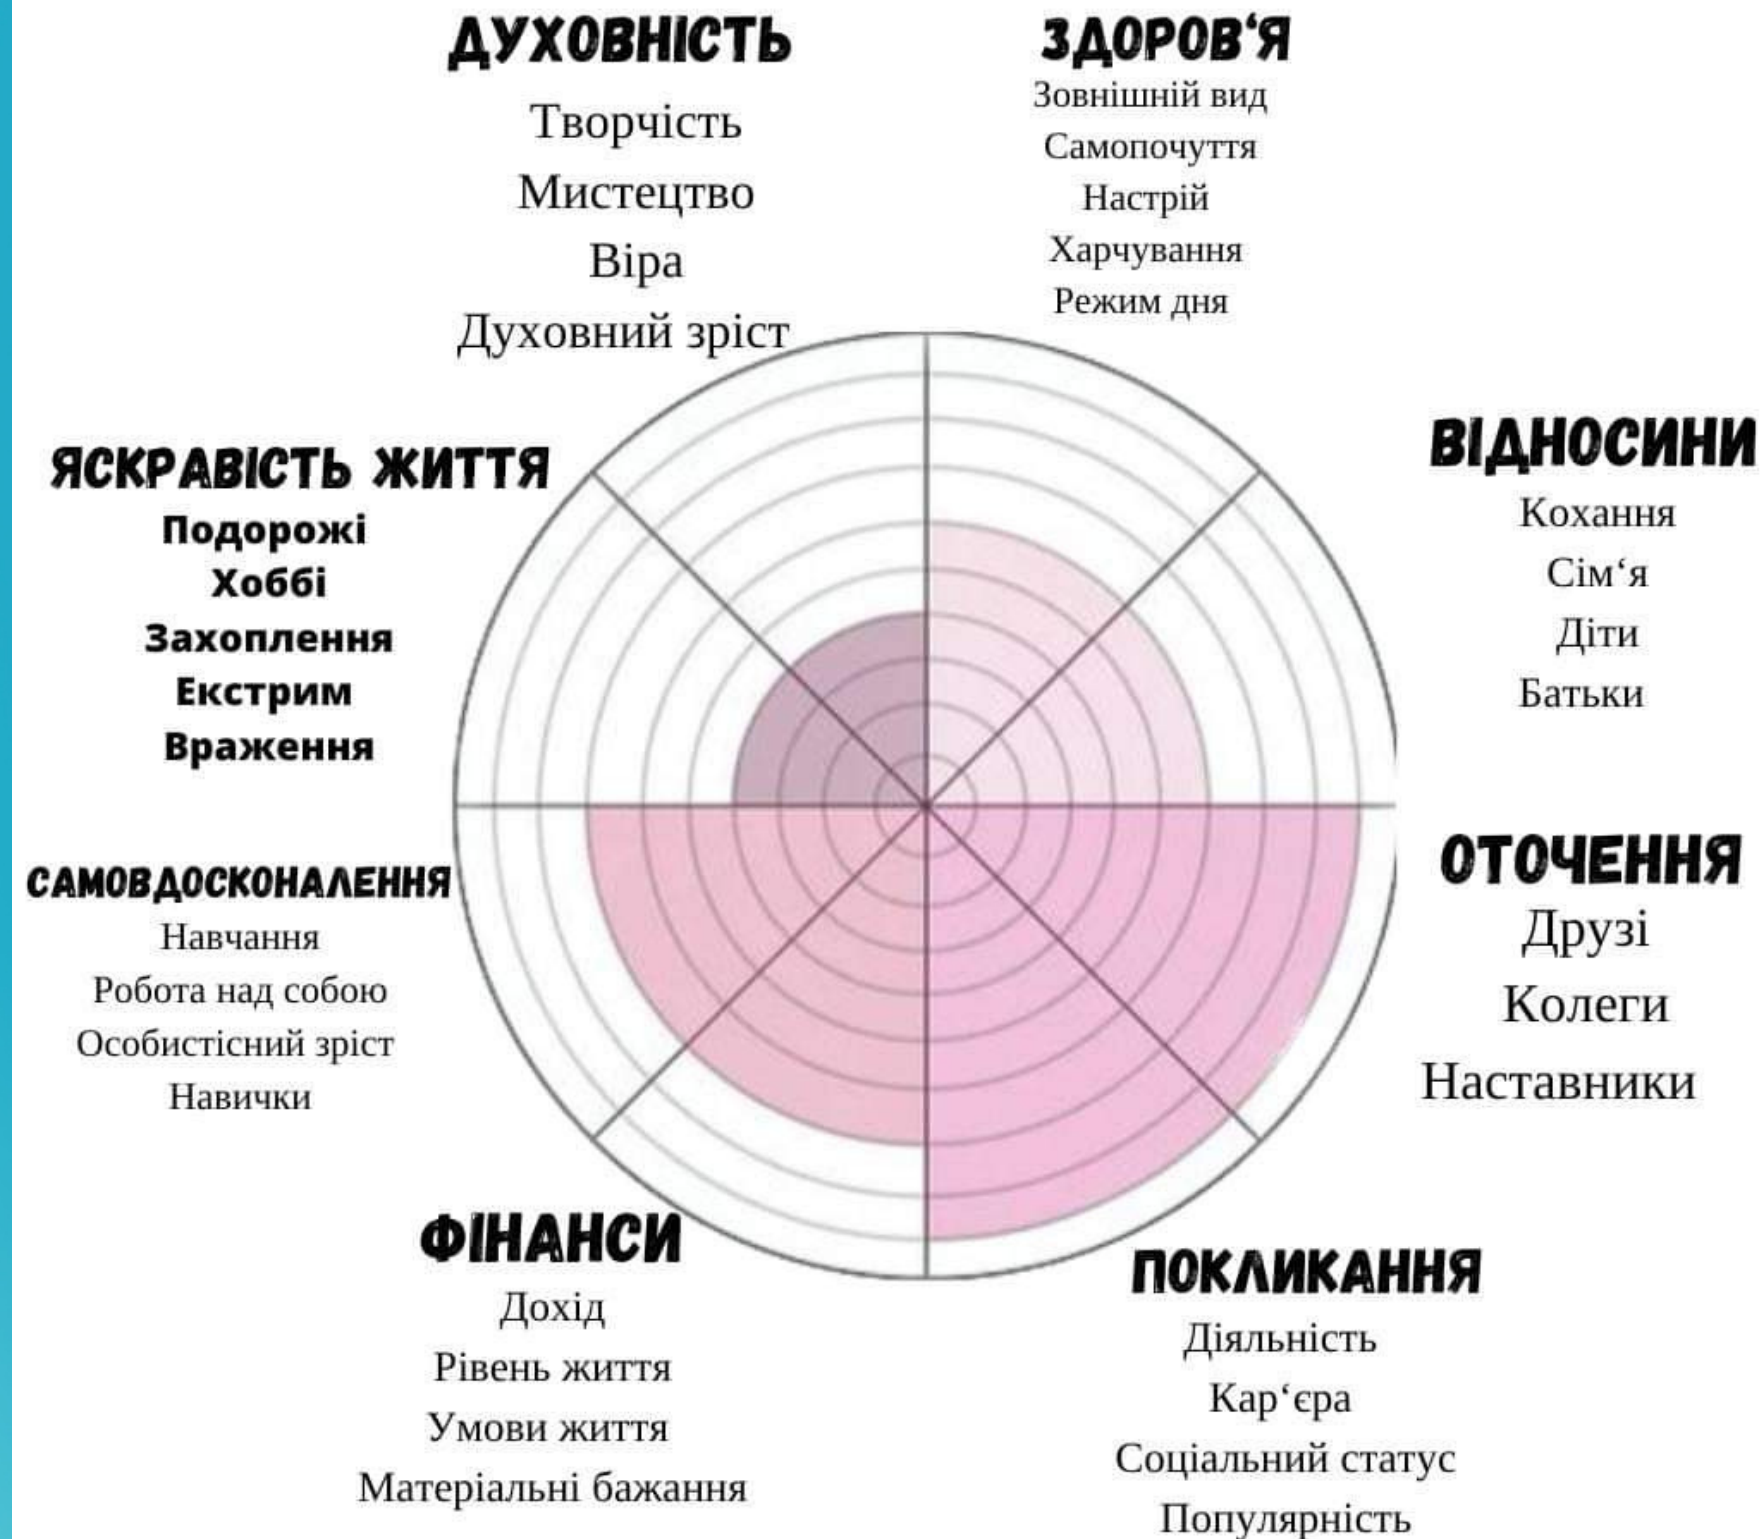 ДУХОВНІСТЬ
Творчість
Мистецтво
Віра
Духовний зріст
ЗДОРОВ‘Я
Зовнішній вид
Самопочуття
Настрій
Харчування
Режим дня
ЯСКРАВІСТЬ ЖИТТЯ
Подорожі
Хоббі
Захоплення
Екстрим
Враження
ВІДНОСИНИ
Кохання
Сім‘я
Діти
Батьки
САМОВДОСКОНАЛЕННЯ
Навчання
Робота над собою
Особистісний зріст
Навички
ОТОЧЕННЯ
Друзі
Колеги
Наставники
ФІНАНСИ
Дохід
Рівень життя
Умови життя
Матеріальні бажання
ПОКЛИКАННЯ
Діяльність
Кар‘єра
Соціальний статус
Популярність